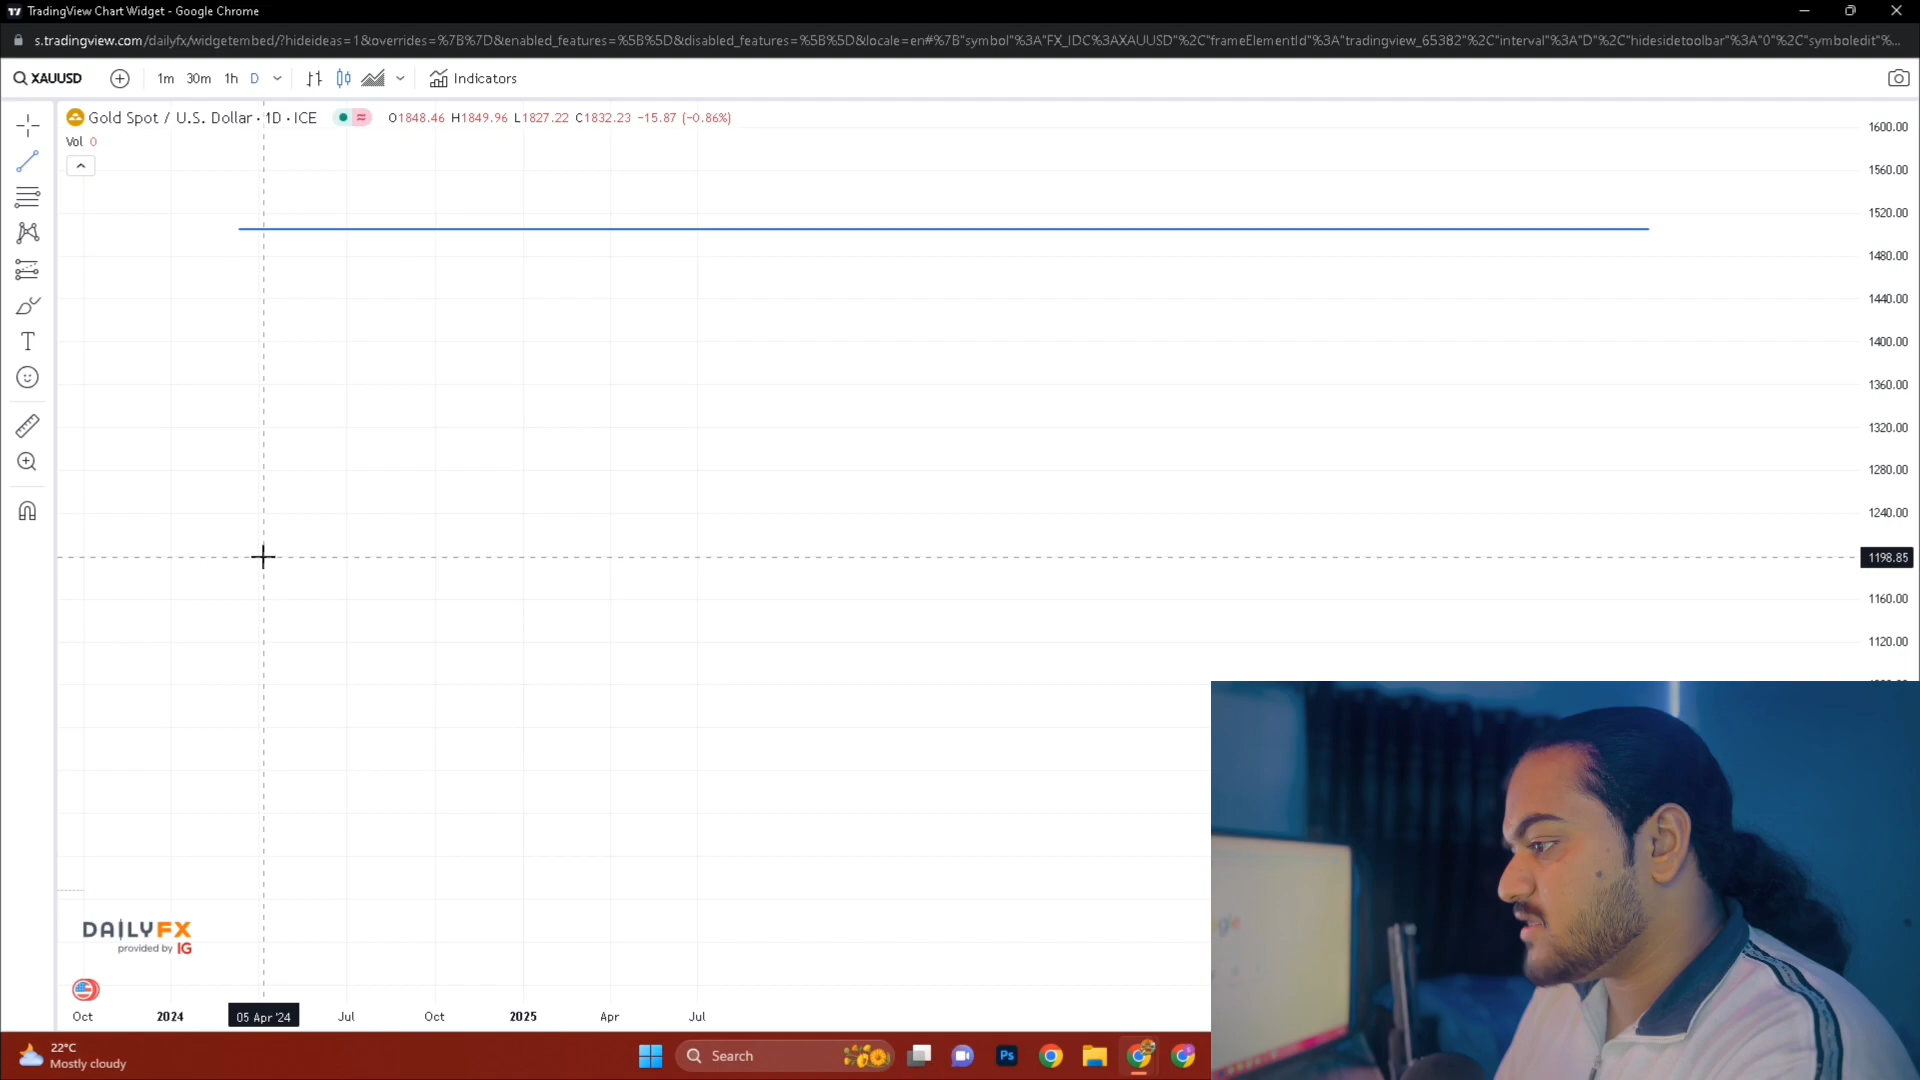 TradingView Chart Widget - Google Chrome
s.tradingview.com/dailyfx/widgetembed/?hideideas=1&overrides=%7B%7D&enabled_features=%5B%5D&disabled_features=%5B%5D&locale=en#%7B"symbol"%3A"FX_IDC%3AXAUUSD"%2C"frameElementId"%3A"tradingview_65382"%2C"interval"%3A"D"%2C"hidesidetoolbar"%3A"0"%2C"symboledit"%...
XAUUSD 1m 30m 1h D Indicators
Gold Spot / U.S. Dollar · 1D · ICE O1848.46 H1849.96 L1827.22 C1832.23 -15.87 (-0.86%)
Vol 0
1600.00
1560.00
1520.00
1480.00
1440.00
1400.00
1360.00
1320.00
1280.00
1240.00
1198.85
1160.00
1120.00
DAILYFX
provided by IG
Oct 2024 05 Apr '24 Jul Oct 2025 Apr Jul
22°C
Mostly cloudy
Search
Ps